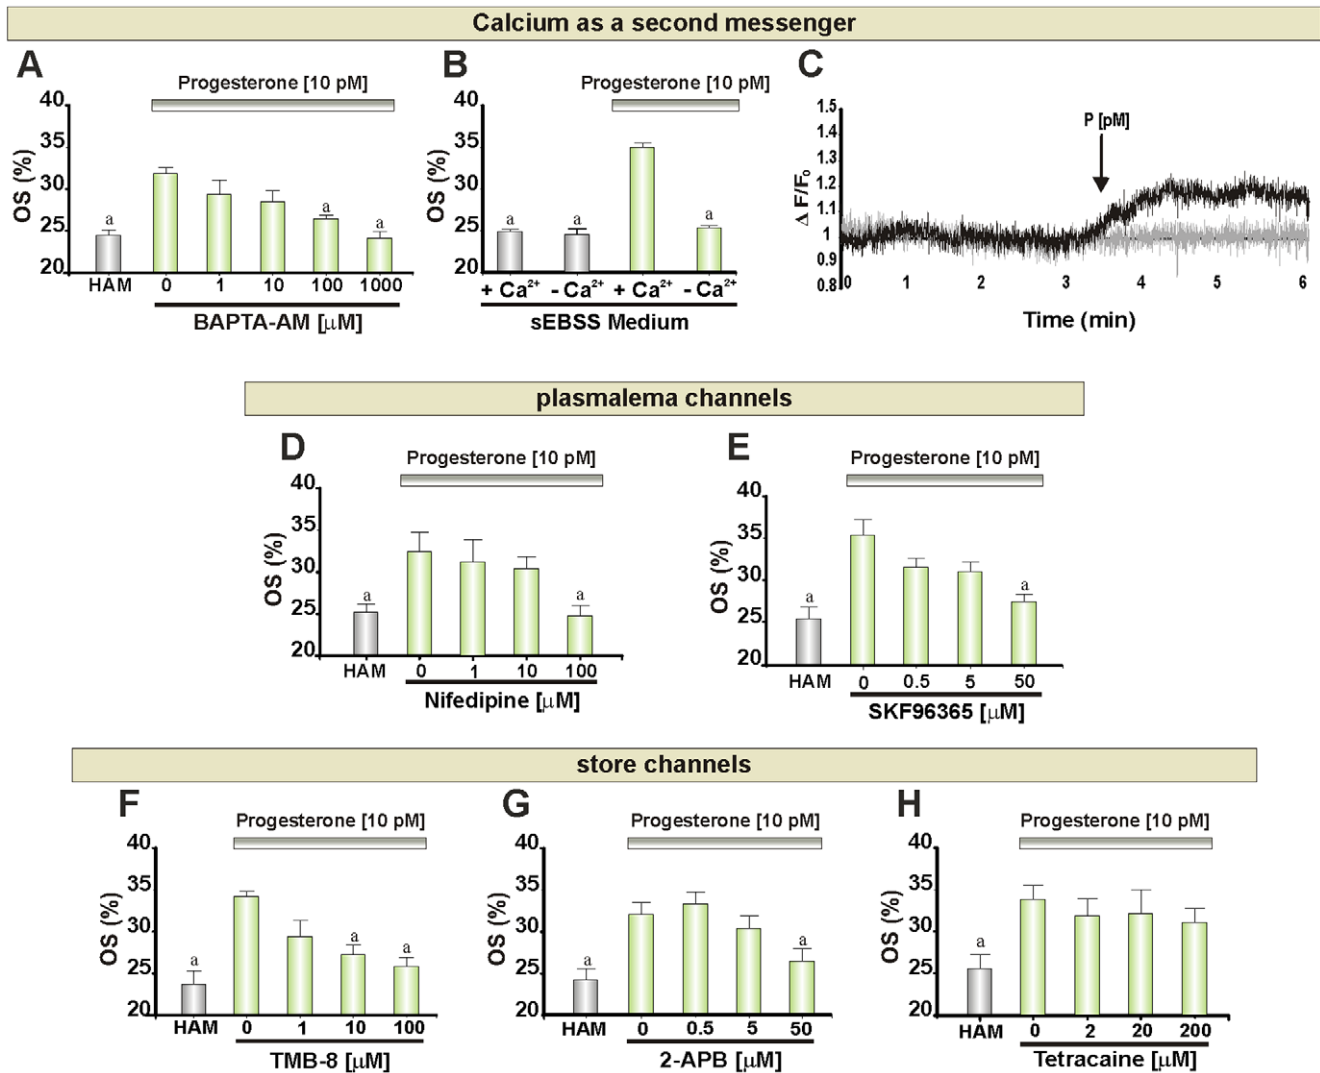 Calcium as a second messenger
A
Progesterone [10 pM]
40
35
30
25
20
OS (%)
a
a
a
HAM 0 1 10 100 1000
BAPTA-AM [µM]
B
Progesterone [10 pM]
40
35
30
25
20
OS (%)
a a a
+ Ca²⁺ - Ca²⁺ + Ca²⁺ - Ca²⁺
sEBSS Medium
C
P [pM]
1.5
1.4
1.3
1.2
1.1
1
0.9
0.8
Δ F/F₀
0 1 2 3 4 5 6
Time (min)
plasmalema channels
D
Progesterone [10 pM]
40
35
30
25
20
OS (%)
a a
HAM 0 1 10 100
Nifedipine [µM]
E
Progesterone [10 pM]
40
35
30
25
20
OS (%)
a a
HAM 0 0.5 5 50
SKF96365 [µM]
store channels
F
Progesterone [10 pM]
40
35
30
25
20
OS (%)
a a a
HAM 0 1 10 100
TMB-8 [µM]
G
Progesterone [10 pM]
40
35
30
25
20
OS (%)
a a
HAM 0 0.5 5 50
2-APB [µM]
H
Progesterone [10 pM]
40
35
30
25
20
OS (%)
a
HAM 0 2 20 200
Tetracaine [µM]